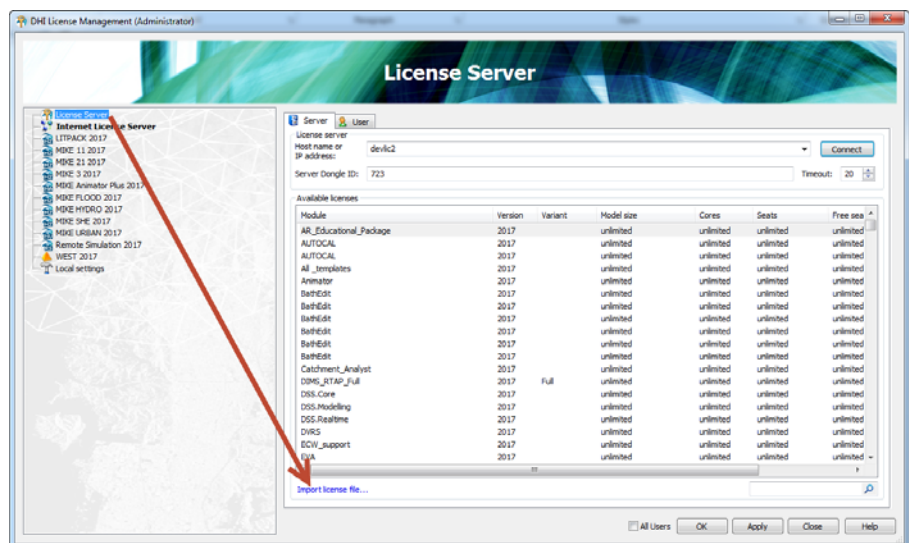 DHI License Management (Administrator)
License Server
License Server
Internet License Server
LITPACK 2017
MIKE 11 2017
MIKE 21 2017
MIKE 3 2017
MIKE Animator Plus 2017
MIKE FLOOD 2017
MIKE HYDRO 2017
MIKE SHE 2017
MIKE URBAN 2017
Remote Simulation 2017
WEST 2017
Local settings
Server User
License server
Host name or
IP address: devlic2 Connect
Server Dongle ID: 723 Timeout: 20
Available licenses
Module Version Variant Model size Cores Seats Free sea
AR_Educational_Package 2017 unlimited unlimited unlimited unlimited
AUTOCAL 2017 unlimited unlimited unlimited unlimited
AUTOCAL 2017 unlimited unlimited unlimited unlimited
All _templates 2017 unlimited unlimited unlimited unlimited
Animator 2017 unlimited unlimited unlimited unlimited
BathEdit 2017 unlimited unlimited unlimited unlimited
BathEdit 2017 unlimited unlimited unlimited unlimited
BathEdit 2017 unlimited unlimited unlimited unlimited
BathEdit 2017 unlimited unlimited unlimited unlimited
BathEdit 2017 unlimited unlimited unlimited unlimited
BathEdit 2017 unlimited unlimited unlimited unlimited
Catchment_Analyst 2017 unlimited unlimited unlimited unlimited
DIMS_RTAP_Full 2017 Full unlimited unlimited unlimited unlimited
DSS.Core 2017 unlimited unlimited unlimited unlimited
DSS.Modelling 2017 unlimited unlimited unlimited unlimited
DSS.Realtime 2017 unlimited unlimited unlimited unlimited
DVRS 2017 unlimited unlimited unlimited unlimited
ECW_support 2017 unlimited unlimited unlimited unlimited
EVA 2017 unlimited unlimited unlimited unlimited
Import license file...
All Users OK Apply Close Help